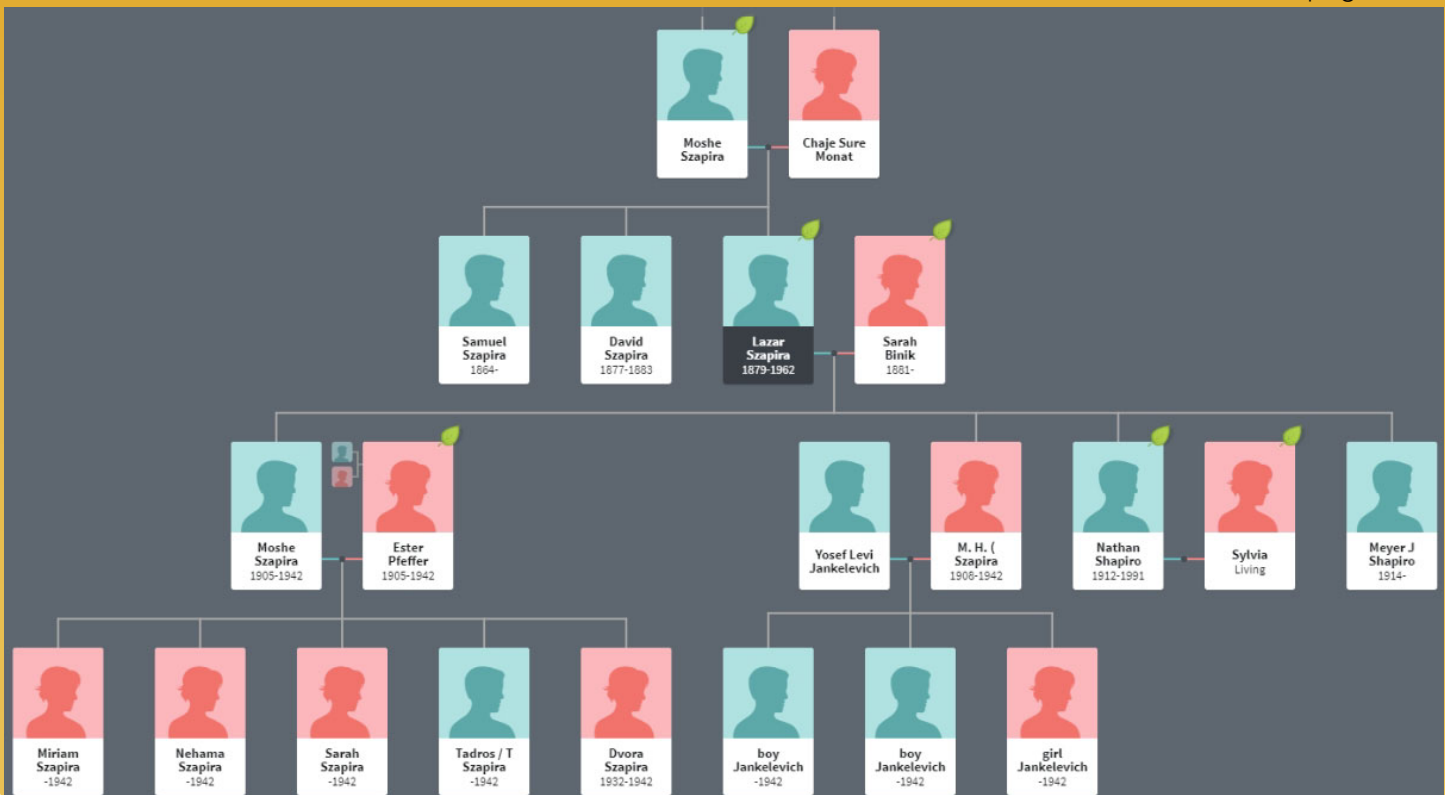 Moshe
Szapira
Chaje Sure
Monat
Samuel
Szapira
1864-
David
Szapira
1877-1883
Lazar
Szapira
1879-1962
Sarah
Binik
1881-
Moshe
Szapira
1905-1942
Ester
Pfeffer
1905-1942
Yosef Levi
Jankelevich
M. H. (
Szapira
1908-1942
Nathan
Shapiro
1912-1991
Sylvia
Living
Meyer J
Shapiro
1914-
Miriam
Szapira
-1942
Nehama
Szapira
-1942
Sarah
Szapira
-1942
Tadros / T
Szapira
-1942
Dvora
Szapira
1932-1942
boy
Jankelevich
-1942
boy
Jankelevich
-1942
girl
Jankelevich
-1942